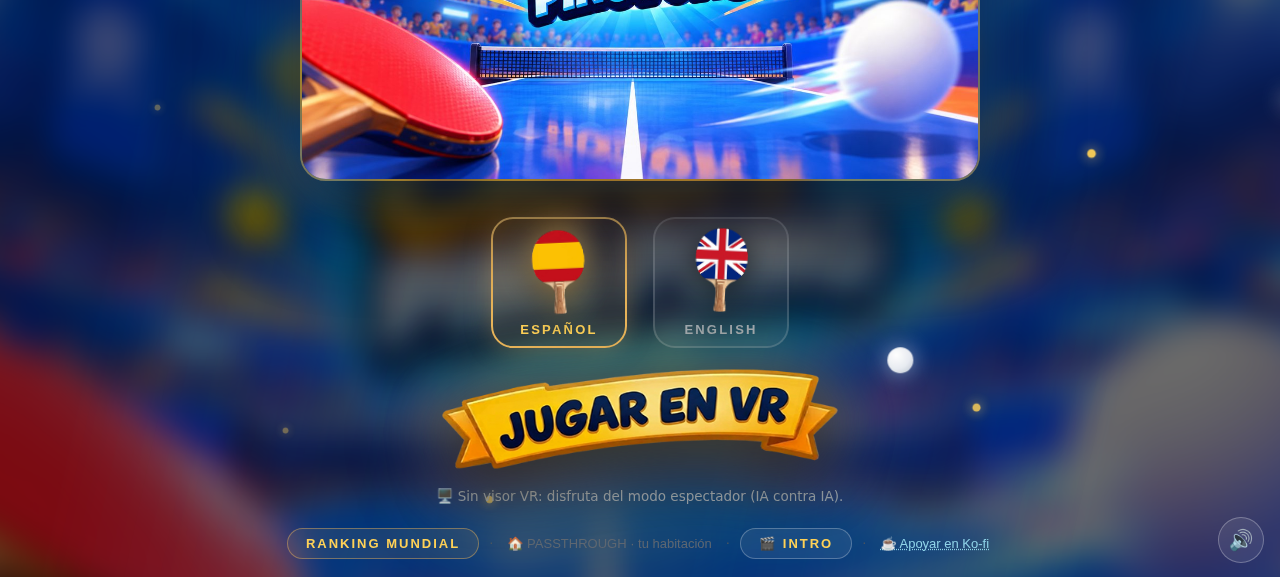 ESPAÑOL
ENGLISH
JUGAR EN VR
🖥️ Sin visor VR: disfruta del modo espectador (IA contra IA).
RANKING MUNDIAL · 🏠 PASSTHROUGH · tu habitación · 🎬 INTRO · ☕ Apoyar en Ko-fi